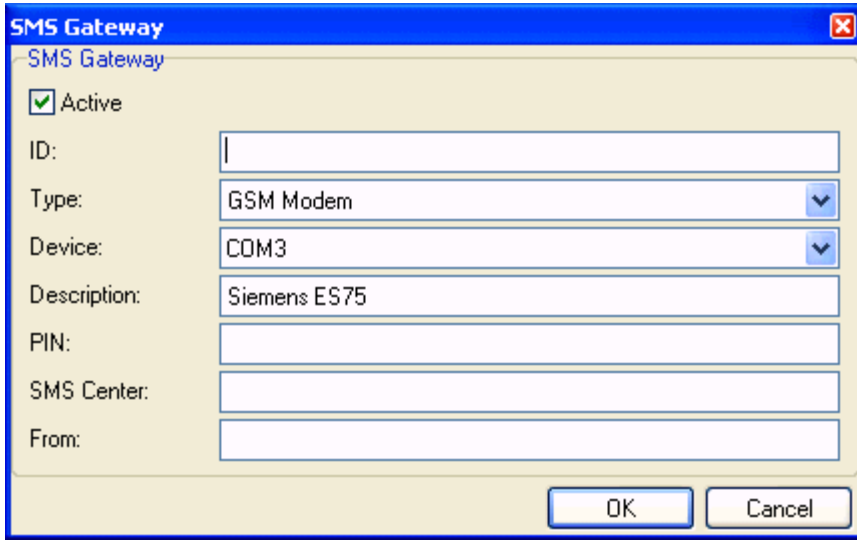 SMS Gateway
SMS Gateway
Active
ID:
Type: GSM Modem
Device: COM3
Description: Siemens ES75
PIN:
SMS Center:
From:
OK Cancel